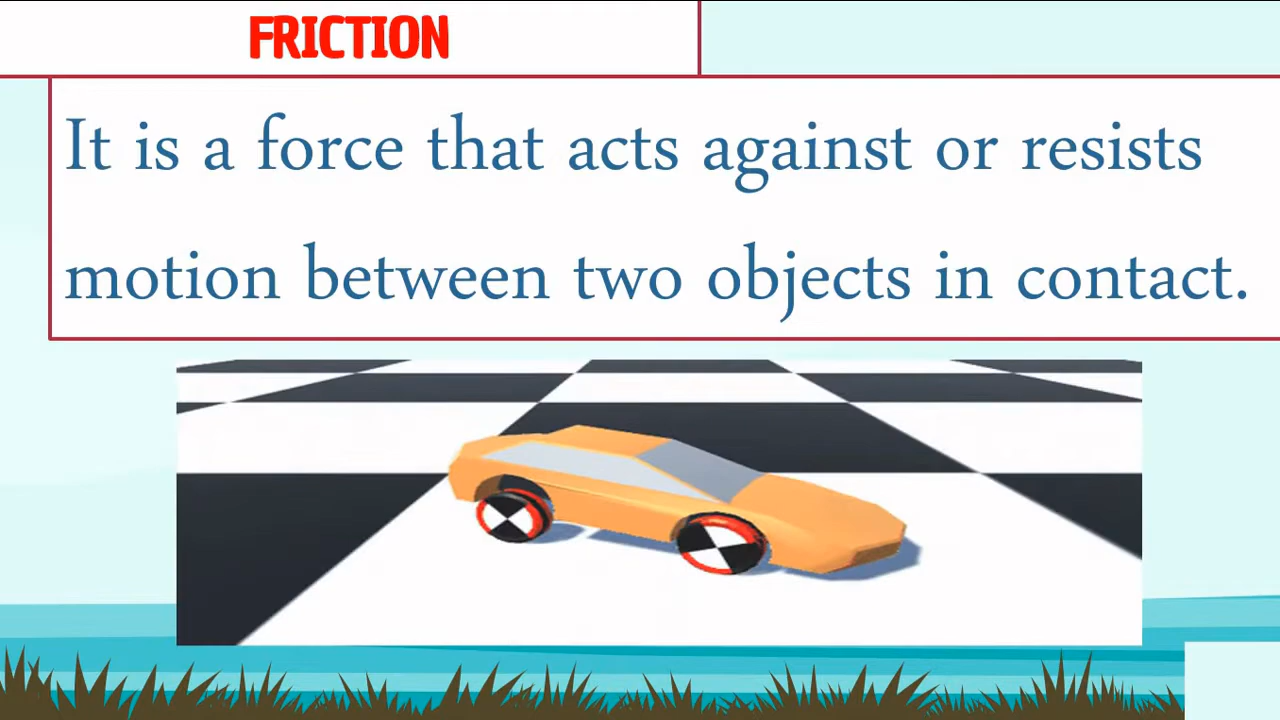 FRICTION
It is a force that acts against or resists
motion between two objects in contact.